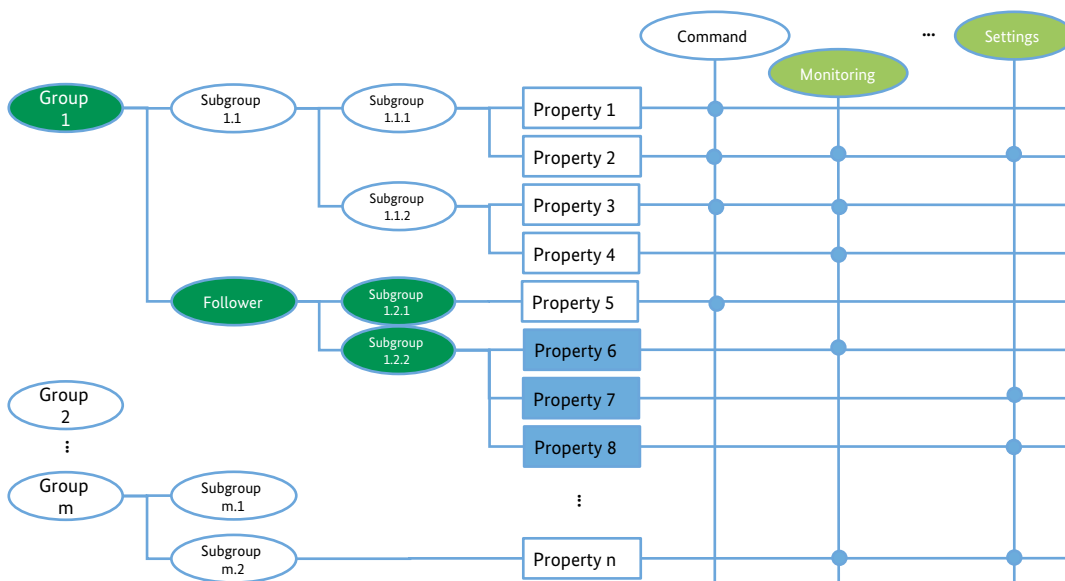 Command
...
Settings
Monitoring
Group
1
Subgroup
1.1
Subgroup
1.1.1
Property 1
Property 2
Subgroup
1.1.2
Property 3
Property 4
Follower
Subgroup
1.2.1
Property 5
Subgroup
1.2.2
Property 6
Property 7
Property 8
Group
2
...
Group
m
Subgroup
m.1
...
Subgroup
m.2
Property n